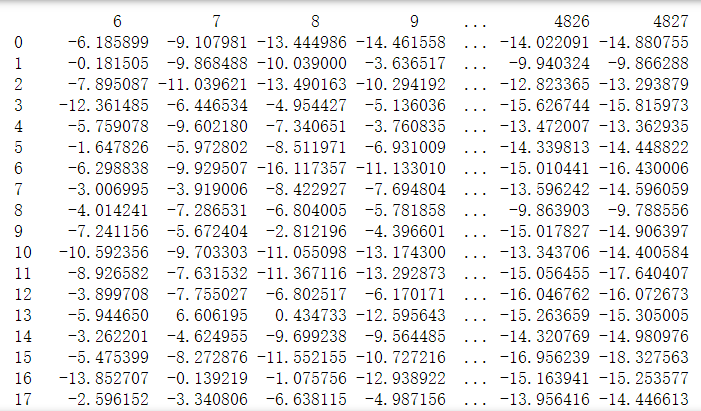 6 7 8 9 ... 4826 4827
0 -6.185899 -9.107981 -13.444986 -14.461558 ... -14.022091 -14.880755
1 -0.181505 -9.868488 -10.039000 -3.636517 ... -9.940324 -9.866288
2 -7.895087 -11.039621 -13.490163 -10.294192 ... -12.823365 -13.293879
3 -12.361485 -6.446534 -4.954427 -5.136036 ... -15.626744 -15.815973
4 -5.759078 -9.602180 -7.340651 -3.760835 ... -13.472007 -13.362935
5 -1.647826 -5.972802 -8.511971 -6.931009 ... -14.339813 -14.448822
6 -6.298838 -9.929507 -16.117357 -11.133010 ... -15.010441 -16.430006
7 -3.006995 -3.919006 -8.422927 -7.694804 ... -13.596242 -14.596059
8 -4.014241 -7.286531 -6.804005 -5.781858 ... -9.863903 -9.788556
9 -7.241156 -5.672404 -2.812196 -4.396601 ... -15.017827 -14.906397
10 -10.592356 -9.703303 -11.055098 -13.174300 ... -13.343706 -14.400584
11 -8.926582 -7.631532 -11.367116 -13.292873 ... -15.056455 -17.640407
12 -3.899708 -7.755027 -6.802517 -6.170171 ... -16.046762 -16.072673
13 -5.944650 6.606195 0.434733 -12.595643 ... -15.263659 -15.305005
14 -3.262201 -4.624955 -9.699238 -9.564485 ... -14.320769 -14.980976
15 -5.475399 -8.272876 -11.552155 -10.727216 ... -16.956239 -18.327563
16 -13.852707 -0.139219 -1.075756 -12.938922 ... -15.163941 -15.253577
17 -2.596152 -3.340806 -6.638115 -4.987156 ... -13.956416 -14.446613